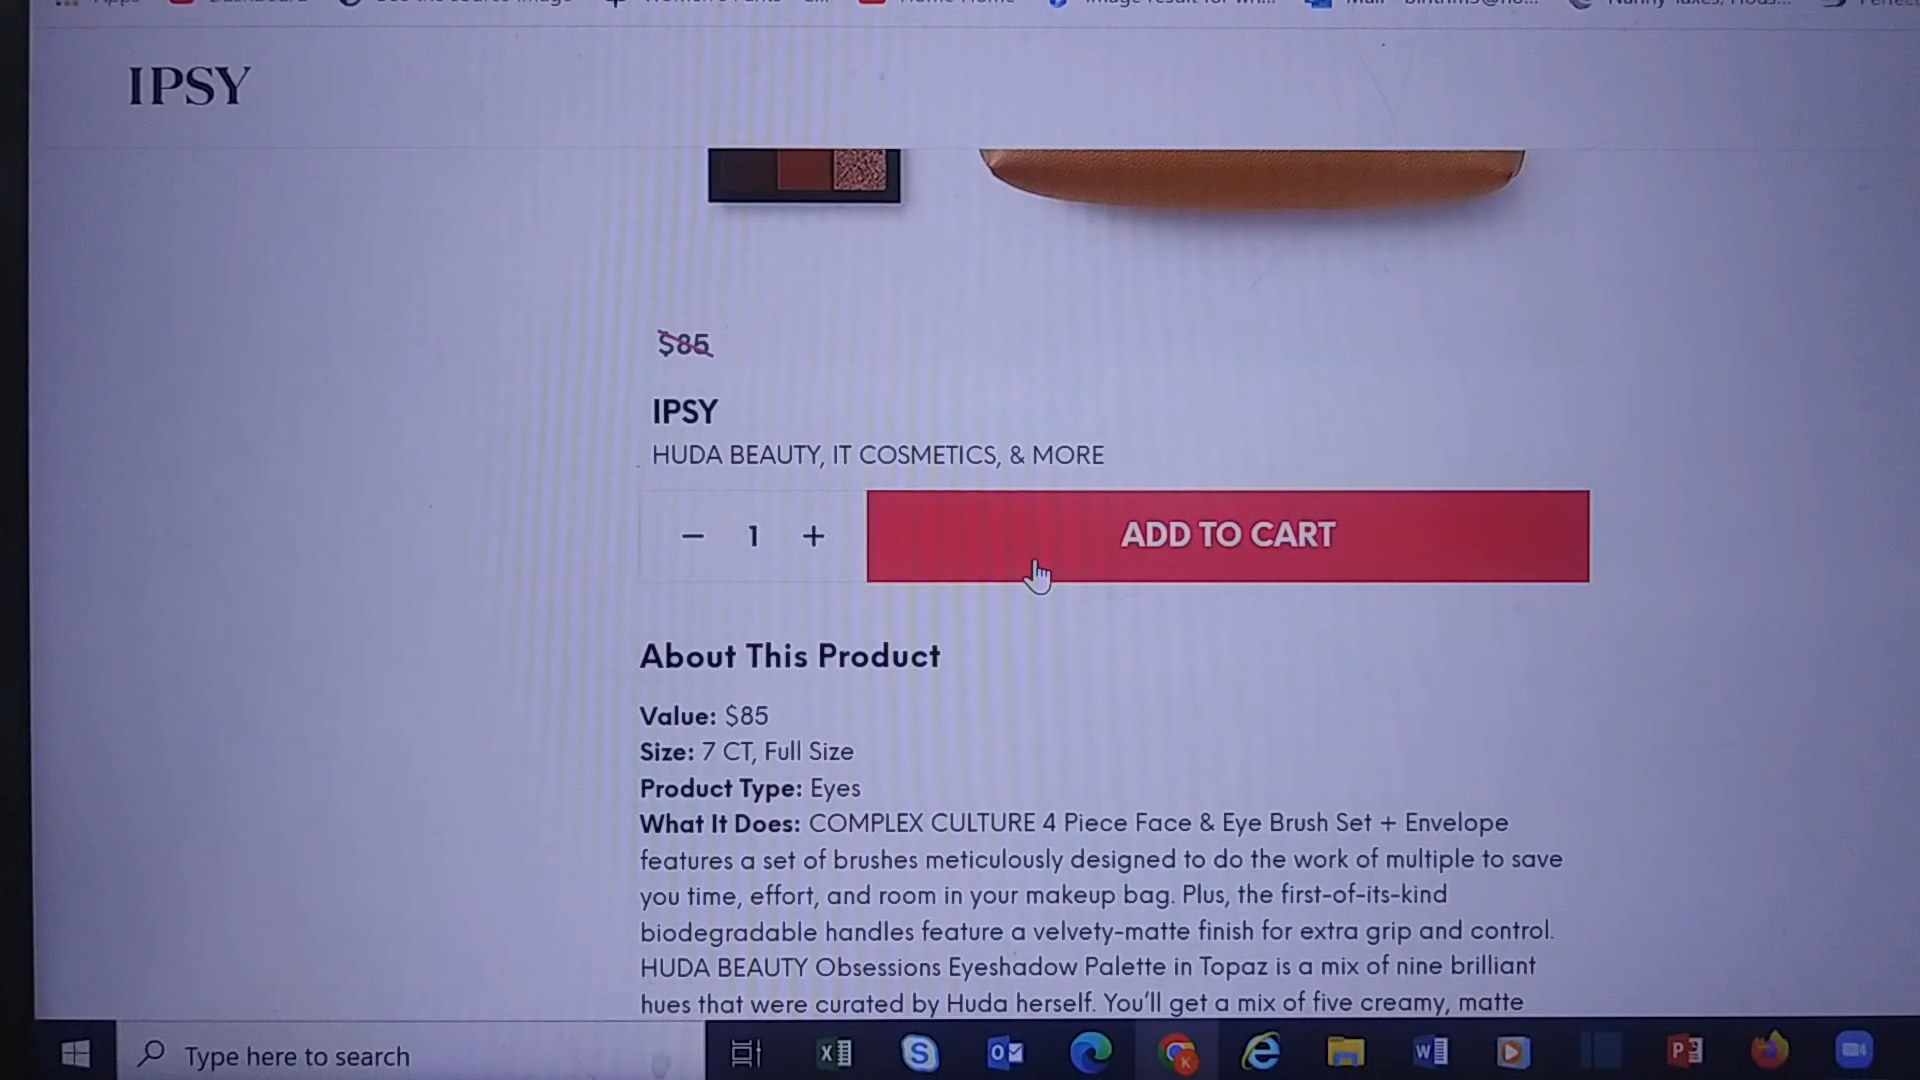 IPSY
$85
IPSY
HUDA BEAUTY, IT COSMETICS, & MORE
− 1 + ADD TO CART
About This Product
Value: $85
Size: 7 CT, Full Size
Product Type: Eyes
What It Does: COMPLEX CULTURE 4 Piece Face & Eye Brush Set + Envelope
features a set of brushes meticulously designed to do the work of multiple to save
you time, effort, and room in your makeup bag. Plus, the first-of-its-kind
biodegradable handles feature a velvety-matte finish for extra grip and control.
HUDA BEAUTY Obsessions Eyeshadow Palette in Topaz is a mix of nine brilliant
hues that were curated by Huda herself. You'll get a mix of five creamy, matte
Type here to search